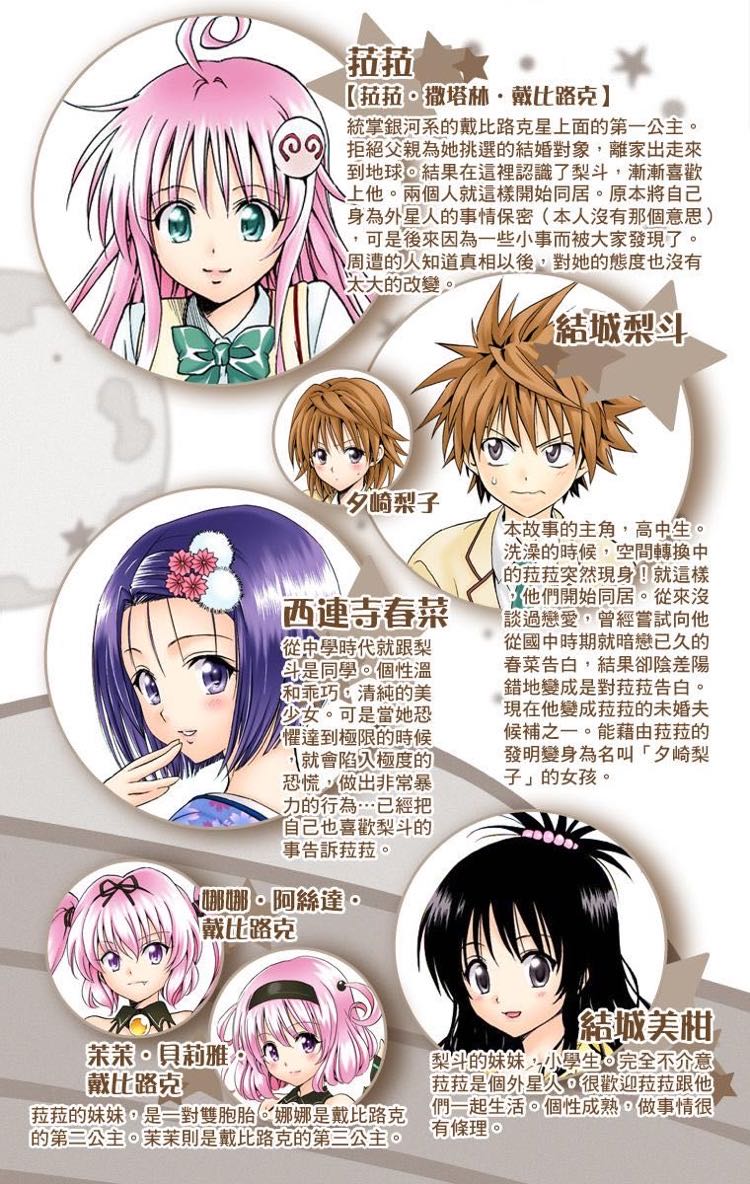 菈菈
【菈菈・撒塔林・戴比路克】
統掌銀河系的戴比路克星上面的第一公主。
拒絕父親為她挑選的結婚對象，離家出走來
到地球。結果在這裡認識了梨斗，漸漸喜歡
上他。兩個人就這樣開始同居。原本將自己
身為外星人的事情保密（本人沒有那個意思）
，可是後來因為一些小事而被大家發現了。
周遭的人知道真相以後，對她的態度也沒有
太大的改變。
結城梨斗
夕崎梨子
本故事的主角，高中生。
洗澡的時候，空間轉換中
的菈菈突然現身！就這樣
，他們開始同居。從來沒
談過戀愛，曾經嘗試向他
從國中時期就暗戀已久的
春菜告白，結果卻陰差陽
錯地變成是對菈菈告白。
現在他變成菈菈的未婚夫
候補之一。能藉由菈菈的
發明變身為名叫「夕崎梨
子」的女孩。
西連寺春菜
從中學時代就跟梨
斗是同學。個性溫
和乖巧，清純的美
少女。可是當她恐
懼達到極限的時候
，就會陷入極度的
恐慌，做出非常暴
力的行為…已經把
自己也喜歡梨斗的
事告訴菈菈。
娜娜・阿絲達・
戴比路克
茉茉・貝莉雅・
戴比路克
菈菈的妹妹，是一對雙胞胎。娜娜是戴比路克
的第二公主。茉茉則是戴比路克的第三公主。
結城美柑
梨斗的妹妹，小學生。完全不介意
菈菈是個外星人，很歡迎菈菈跟他
們一起生活。個性成熟，做事情很
有條理。